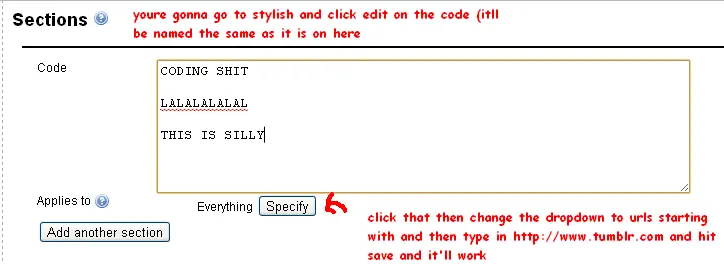 Sections
youre gonna go to stylish and click edit on the code (itll
be named the same as it is on here
Code
CODING SHIT
LALALALALAL
THIS IS SILLY
Applies to
Everything Specify
click that then change the dropdown to urls starting
with and then type in http://www.tumblr.com and hit
save and it'll work
Add another section